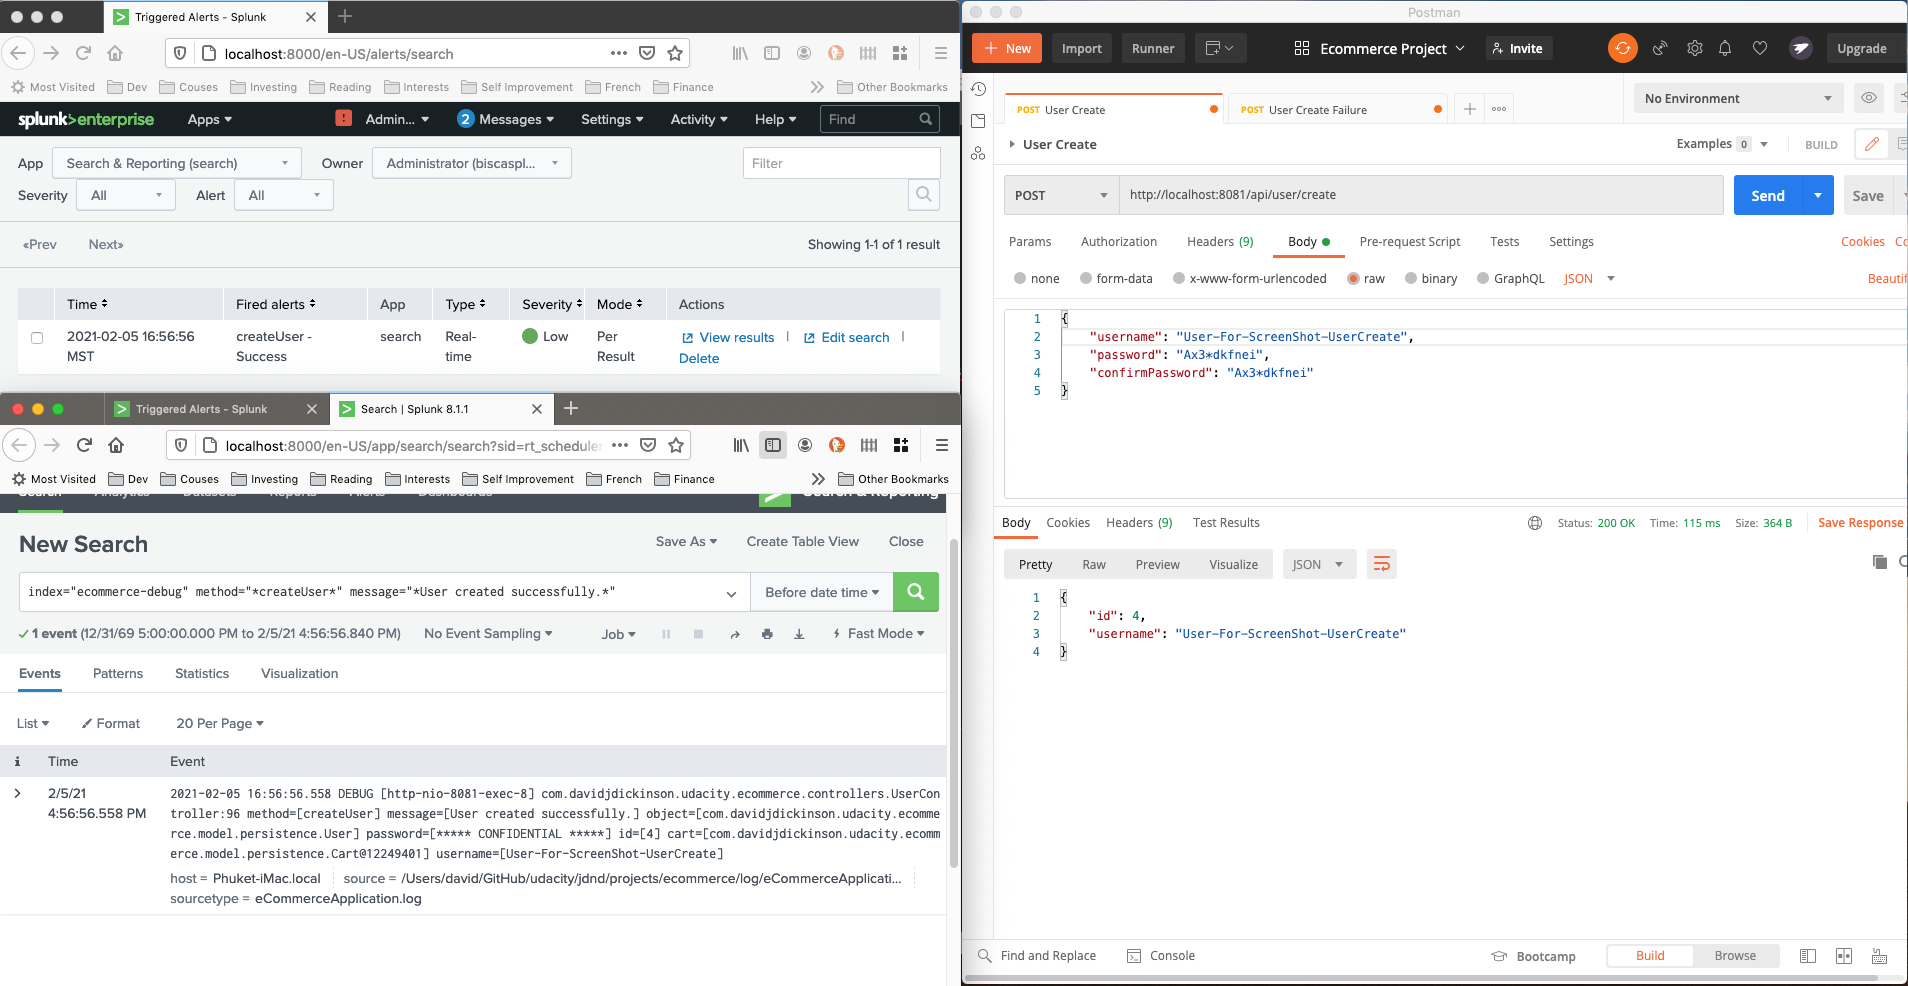 Triggered Alerts - Splunk
localhost:8000/en-US/alerts/search
Most Visited Dev Couses Investing Reading Interests Self Improvement French Finance Other Bookmarks
splunk>enterprise Apps Admin... 2 Messages Settings Activity Help Find
App Search & Reporting (search) Owner Administrator (biscaspl... Filter
Severity All Alert All
«Prev Next» Showing 1-1 of 1 result
Time Fired alerts App Type Severity Mode Actions
2021-02-05 16:56:56 createUser - search Real- Low Per View results | Edit search |
MST Success time Result Delete
Triggered Alerts - Splunk Search | Splunk 8.1.1
localhost:8000/en-US/app/search/search?sid=rt_scheduler
Most Visited Dev Couses Investing Reading Interests Self Improvement French Finance Other Bookmarks
Search Analytics Datasets Reports Alerts Dashboards Search & Reporting
New Search Save As Create Table View Close
index="ecommerce-debug" method="*createUser*" message="*User created successfully.*" Before date time
1 event (12/31/69 5:00:00.000 PM to 2/5/21 4:56:56.840 PM) No Event Sampling Job Fast Mode
Events Patterns Statistics Visualization
List Format 20 Per Page
i Time Event
2/5/21
4:56:56.558 PM
2021-02-05 16:56:56.558 DEBUG [http-nio-8081-exec-8] com.davidjdickinson.udacity.ecommerce.controllers.UserCon
troller:96 method=[createUser] message=[User created successfully.] object=[com.davidjdickinson.udacity.ecomme
rce.model.persistence.User] password=[***** CONFIDENTIAL *****] id=[4] cart=[com.davidjdickinson.udacity.ecomm
erce.model.persistence.Cart@12249401] username=[User-For-ScreenShot-UserCreate]
host = Phuket-iMac.local source = /Users/david/GitHub/udacity/jdnd/projects/ecommerce/log/eCommerceApplicati...
sourcetype = eCommerceApplication.log
Postman
New Import Runner Ecommerce Project Invite Upgrade
POST User Create POST User Create Failure No Environment
User Create Examples 0 BUILD
POST http://localhost:8081/api/user/create Send Save
Params Authorization Headers (9) Body Pre-request Script Tests Settings Cookies Co
none form-data x-www-form-urlencoded raw binary GraphQL JSON Beautif
1 {
2 "username": "User-For-ScreenShot-UserCreate",
3 "password": "Ax3*dkfnei",
4 "confirmPassword": "Ax3*dkfnei"
5 }
Body Cookies Headers (9) Test Results Status: 200 OK Time: 115 ms Size: 364 B Save Response
Pretty Raw Preview Visualize JSON
1 {
2 "id": 4,
3 "username": "User-For-ScreenShot-UserCreate"
4 }
Find and Replace Console Bootcamp Build Browse